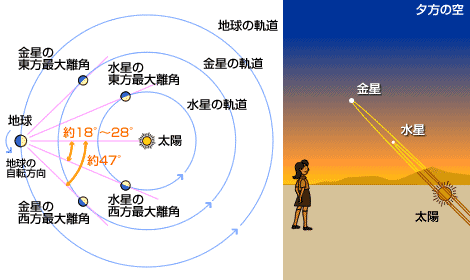 地球の軌道
金星の
東方最大離角
水星の
東方最大離角
金星の軌道
水星の軌道
地球
地球の
自転方向
約18°～28°
約47°
太陽
金星の
西方最大離角
水星の
西方最大離角
夕方の空
金星
水星
太陽